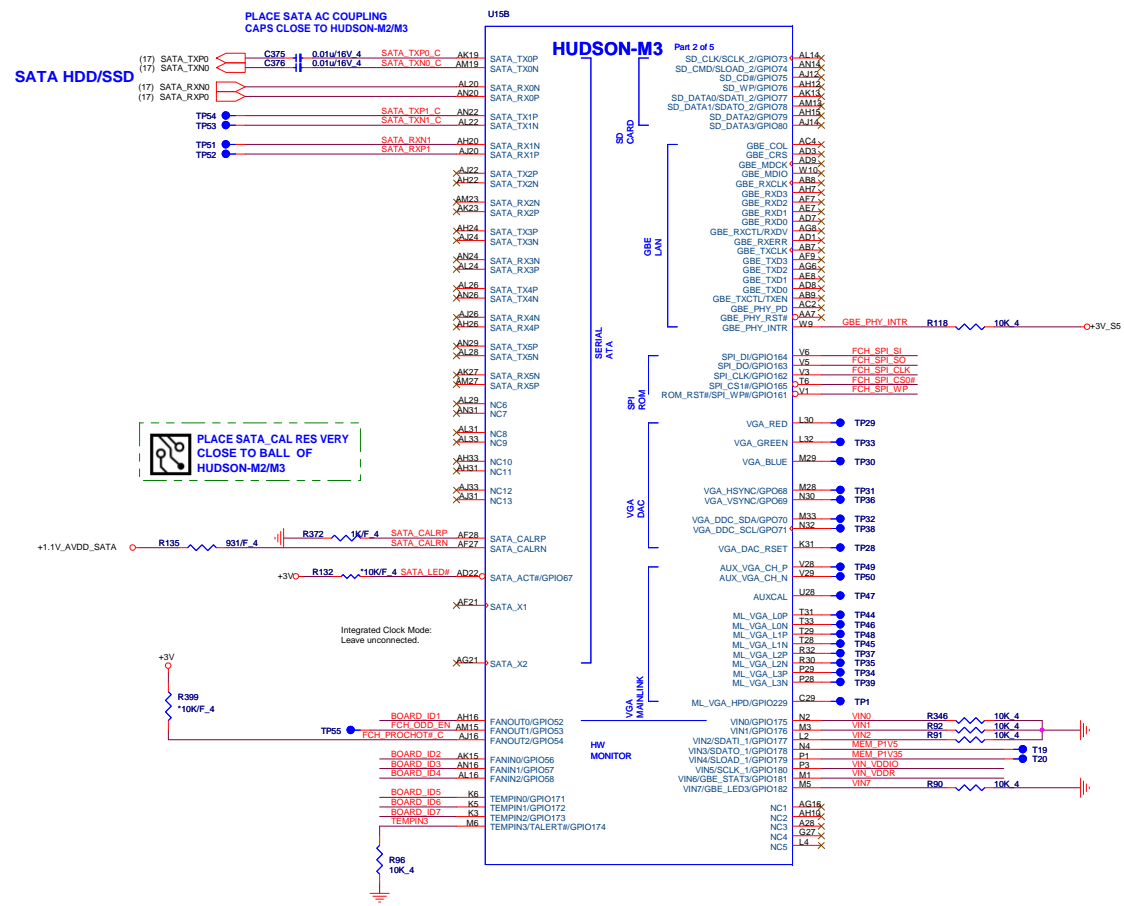 PLACE SATA AC COUPLING
CAPS CLOSE TO HUDSON-M2/M3
U15B
HUDSON-M3
Part 2 of 5
SATA HDD/SSD
(17) SATA_TXP0 C375 0.01u/16V_4 SATA_TXP0_C AK19 SATA_TX0P
(17) SATA_TXN0 C376 0.01u/16V_4 SATA_TXN0_C AM19 SATA_TX0N
(17) SATA_RXN0 AL20 SATA_RX0N
(17) SATA_RXP0 AN20 SATA_RX0P
TP54 SATA_TXP1_C AN22 SATA_TX1P
TP53 SATA_TXN1_C AL22 SATA_TX1N
TP51 SATA_RXN1 AH20 SATA_RX1N
TP52 SATA_RXP1 AJ20 SATA_RX1P
AJ22 SATA_TX2P
AH22 SATA_TX2N
AM23 SATA_RX2N
AK23 SATA_RX2P
AH24 SATA_TX3P
AJ24 SATA_TX3N
AN24 SATA_RX3N
AL24 SATA_RX3P
AL26 SATA_TX4P
AN26 SATA_TX4N
AJ26 SATA_RX4N
AH26 SATA_RX4P
AN29 SATA_TX5P
AL28 SATA_TX5N
AK27 SATA_RX5N
AM27 SATA_RX5P
AL29 NC6
AN31 NC7
AL31 NC8
AL33 NC9
AH33 NC10
AH31 NC11
AJ33 NC12
AJ31 NC13
PLACE SATA_CAL RES VERY
CLOSE TO BALL OF
HUDSON-M2/M3
R372 1K/F_4 SATA_CALRP AF28 SATA_CALRP
+1.1V_AVDD_SATA R135 931/F_4 SATA_CALRN AF27 SATA_CALRN
+3V R132 *10K/F_4 SATA_LED# AD22 SATA_ACT#/GPIO67
AF21 SATA_X1
Integrated Clock Mode:
Leave unconnected.
AG21 SATA_X2
+3V
R399
*10K/F_4
BOARD_ID1 AH16 FANOUT0/GPIO52
TP55 FCH_ODD_EN AM15 FANOUT1/GPIO53
FCH_PROCHOT#_C AJ16 FANOUT2/GPIO54
BOARD_ID2 AK15 FANIN0/GPIO56
BOARD_ID3 AN16 FANIN1/GPIO57
BOARD_ID4 AL16 FANIN2/GPIO58
BOARD_ID5 K6 TEMPIN0/GPIO171
BOARD_ID6 K5 TEMPIN1/GPIO172
BOARD_ID7 K3 TEMPIN2/GPIO173
TEMPIN3 M6 TEMPIN3/TALERT#/GPIO174
R96
10K_4
SERIAL
ATA
SD
CARD
SD_CLK/SCLK_2/GPIO73 AL14
SD_CMD/SLOAD_2/GPIO74 AN14
SD_CD#/GPIO75 AJ12
SD_WP/GPIO76 AH12
SD_DATA0/SDATI_2/GPIO77 AK13
SD_DATA1/SDATO_2/GPIO78 AM13
SD_DATA2/GPIO79 AH15
SD_DATA3/GPIO80 AJ14
GBE
LAN
GBE_COL AC4
GBE_CRS AD3
GBE_MDCK AD9
GBE_MDIO W10
GBE_RXCLK AB8
GBE_RXD3 AH7
GBE_RXD2 AF7
GBE_RXD1 AE7
GBE_RXD0 AD7
GBE_RXCTL/RXDV AG8
GBE_RXERR AD1
GBE_TXCLK AB7
GBE_TXD3 AF9
GBE_TXD2 AG6
GBE_TXD1 AE8
GBE_TXD0 AD8
GBE_TXCTL/TXEN AB9
GBE_PHY_PD AC2
GBE_PHY_RST# AA7
GBE_PHY_INTR W9 GBE_PHY_INTR R118 10K_4 +3V_S5
SPI
ROM
SPI_DI/GPIO164 V6 FCH_SPI_SI
SPI_DO/GPIO163 V5 FCH_SPI_SO
SPI_CLK/GPIO162 V3 FCH_SPI_CLK
SPI_CS1#/GPIO165 T6 FCH_SPI_CS0#
ROM_RST#/SPI_WP#/GPIO161 V1 FCH_SPI_WP
VGA
DAC
VGA_RED L30 TP29
VGA_GREEN L32 TP33
VGA_BLUE M29 TP30
VGA_HSYNC/GPO68 M28 TP31
VGA_VSYNC/GPO69 N30 TP36
VGA_DDC_SDA/GPO70 M33 TP32
VGA_DDC_SCL/GPO71 N32 TP38
VGA_DAC_RSET K31 TP28
VGA
MAINLINK
AUX_VGA_CH_P V28 TP49
AUX_VGA_CH_N V29 TP50
AUXCAL U28 TP47
ML_VGA_L0P T31 TP44
ML_VGA_L0N T33 TP46
ML_VGA_L1P T29 TP48
ML_VGA_L1N T28 TP45
ML_VGA_L2P R32 TP37
ML_VGA_L2N R30 TP35
ML_VGA_L3P P29 TP34
ML_VGA_L3N P28 TP39
ML_VGA_HPD/GPIO229 C29 TP1
HW
MONITOR
VIN0/GPIO175 N2 VIN0 R346 10K_4
VIN1/GPIO176 M3 VIN1 R92 10K_4
VIN2/SDATI_1/GPIO177 L2 VIN2 R91 10K_4
VIN3/SDATO_1/GPIO178 N4 MEM_P1V5 T19
VIN4/SLOAD_1/GPIO179 P1 MEM_P1V35 T20
VIN5/SCLK_1/GPIO180 P3 VIN_VDDIO
VIN6/GBE_STAT3/GPIO181 M1 VIN_VDDR
VIN7/GBE_LED3/GPIO182 M5 VIN7 R90 10K_4
NC1 AG16
NC2 AH10
NC3 A28
NC4 G27
NC5 L4